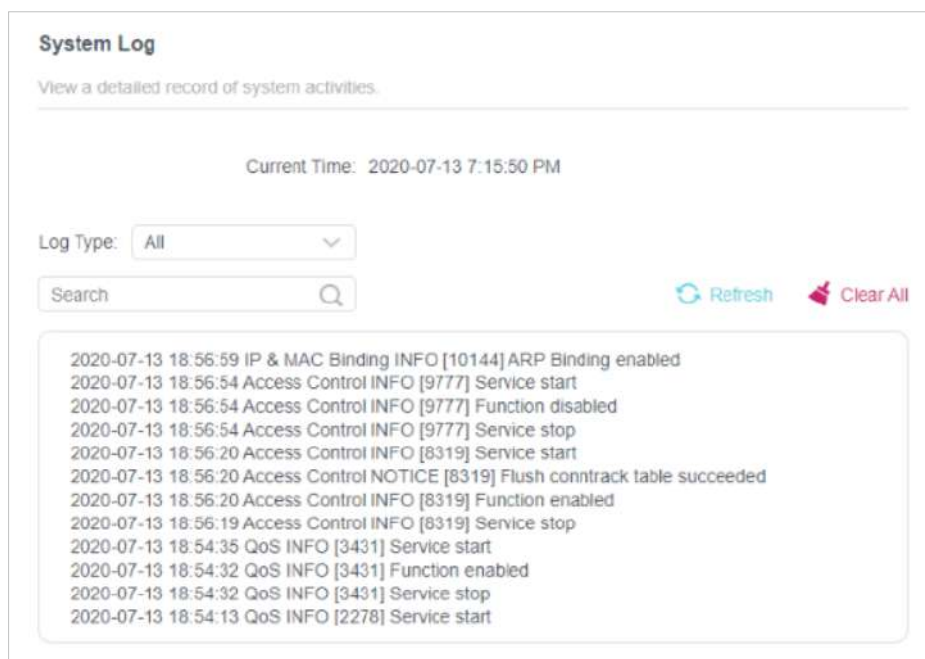 System Log
View a detailed record of system activities.
Current Time: 2020-07-13 7:15:50 PM
Log Type: All
Search
Refresh
Clear All
2020-07-13 18:56:59 IP & MAC Binding INFO [10144] ARP Binding enabled
2020-07-13 18:56:54 Access Control INFO [9777] Service start
2020-07-13 18:56:54 Access Control INFO [9777] Function disabled
2020-07-13 18:56:54 Access Control INFO [9777] Service stop
2020-07-13 18:56:20 Access Control INFO [8319] Service start
2020-07-13 18:56:20 Access Control NOTICE [8319] Flush conntrack table succeeded
2020-07-13 18:56:20 Access Control INFO [8319] Function enabled
2020-07-13 18:56:19 Access Control INFO [8319] Service stop
2020-07-13 18:54:35 QoS INFO [3431] Service start
2020-07-13 18:54:32 QoS INFO [3431] Function enabled
2020-07-13 18:54:32 QoS INFO [3431] Service stop
2020-07-13 18:54:13 QoS INFO [2278] Service start